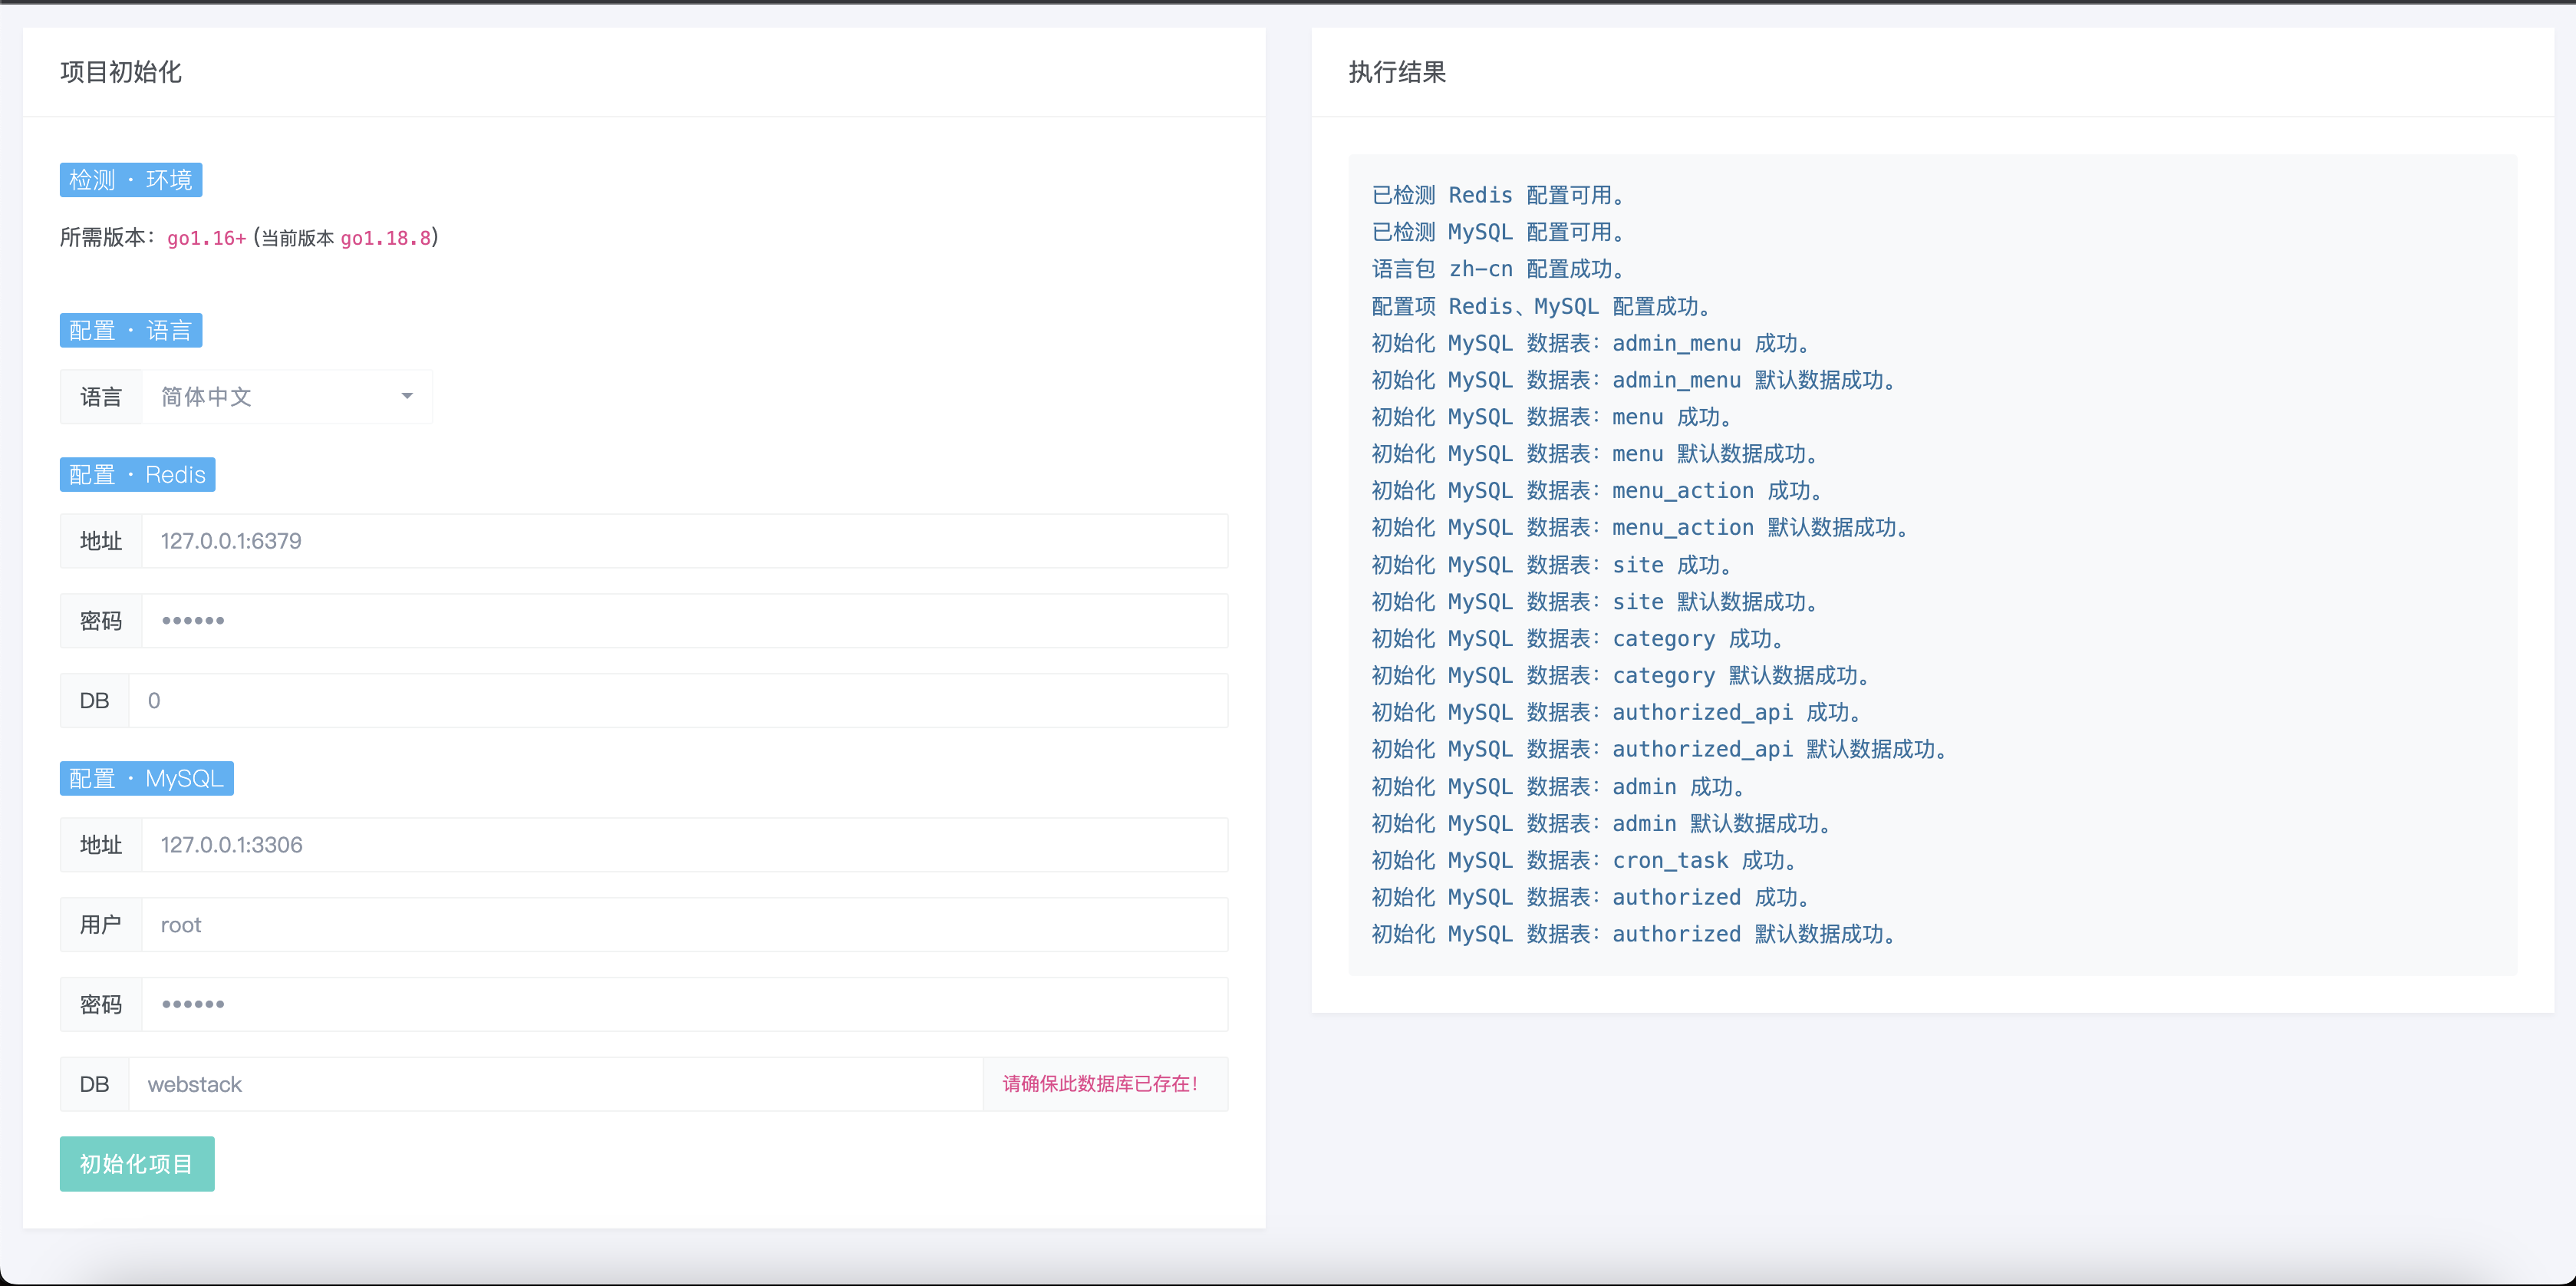 项目初始化
检测 · 环境
所需版本：go1.16+ (当前版本 go1.18.8)
配置 · 语言
语言 简体中文
配置 · Redis
地址 127.0.0.1:6379
密码 ••••••
DB 0
配置 · MySQL
地址 127.0.0.1:3306
用户 root
密码 ••••••
DB webstack 请确保此数据库已存在！
初始化项目
执行结果
已检测 Redis 配置可用。
已检测 MySQL 配置可用。
语言包 zh-cn 配置成功。
配置项 Redis、MySQL 配置成功。
初始化 MySQL 数据表：admin_menu 成功。
初始化 MySQL 数据表：admin_menu 默认数据成功。
初始化 MySQL 数据表：menu 成功。
初始化 MySQL 数据表：menu 默认数据成功。
初始化 MySQL 数据表：menu_action 成功。
初始化 MySQL 数据表：menu_action 默认数据成功。
初始化 MySQL 数据表：site 成功。
初始化 MySQL 数据表：site 默认数据成功。
初始化 MySQL 数据表：category 成功。
初始化 MySQL 数据表：category 默认数据成功。
初始化 MySQL 数据表：authorized_api 成功。
初始化 MySQL 数据表：authorized_api 默认数据成功。
初始化 MySQL 数据表：admin 成功。
初始化 MySQL 数据表：admin 默认数据成功。
初始化 MySQL 数据表：cron_task 成功。
初始化 MySQL 数据表：authorized 成功。
初始化 MySQL 数据表：authorized 默认数据成功。